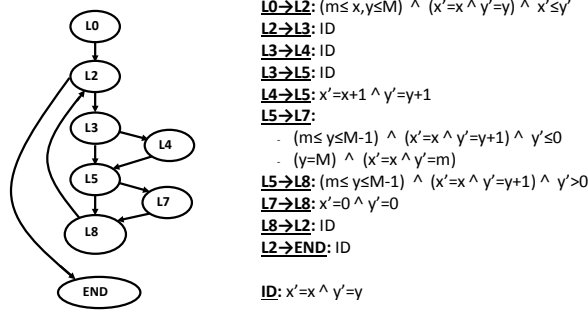 L0
L2
L3
L4
L5
L7
L8
END
L0→L2: (m≤ x,y≤M) ^ (x'=x ^ y'=y) ^ x'≤y'
L2→L3: ID
L3→L4: ID
L3→L5: ID
L4→L5: x'=x+1 ^ y'=y+1
L5→L7:
- (m≤ y≤M-1) ^ (x'=x ^ y'=y+1) ^ y'≤0
- (y=M) ^ (x'=x ^ y'=m)
L5→L8: (m≤ y≤M-1) ^ (x'=x ^ y'=y+1) ^ y'>0
L7→L8: x'=0 ^ y'=0
L8→L2: ID
L2→END: ID
ID: x'=x ^ y'=y